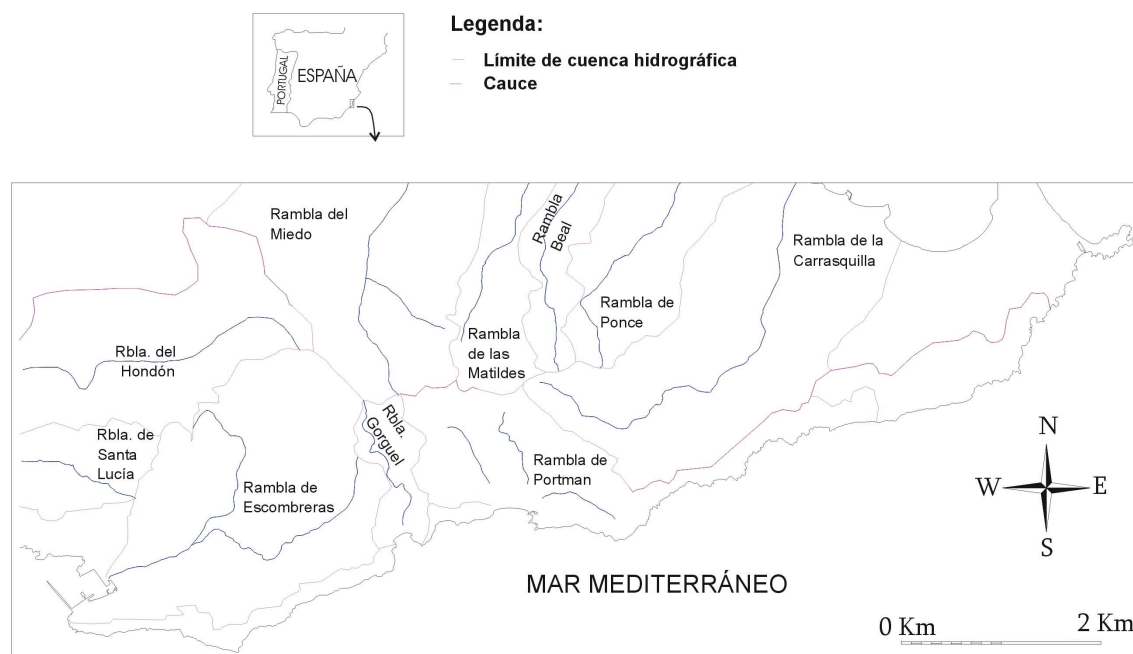 Legenda:
Límite de cuenca hidrográfica
Cauce
PORTUGAL
ESPAÑA
Rambla del
Miedo
Rambla
Beal
Rambla de la
Carrasquilla
Rambla de
Ponce
Rambla
de las
Matildes
Rbla. del
Hondón
Rbla.
Gorguel
Rbla. de
Santa
Lucía
Rambla de
Portman
Rambla de
Escombreras
N
W
E
S
MAR MEDITERRÁNEO
0 Km
2 Km